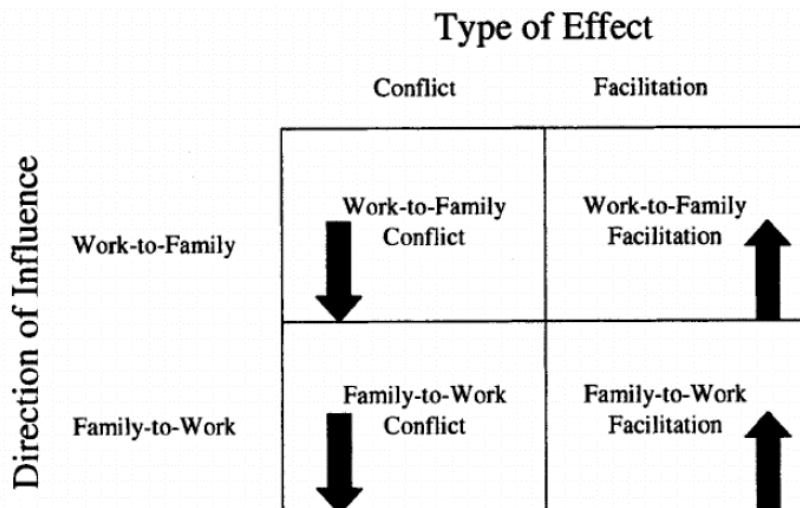 Type of Effect
Conflict
Facilitation
Direction of Influence
Work-to-Family
Work-to-Family
Conflict
Work-to-Family
Facilitation
Family-to-Work
Family-to-Work
Conflict
Family-to-Work
Facilitation